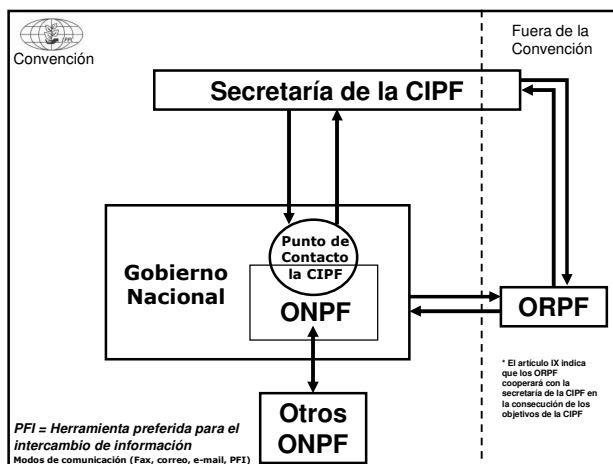 PFI
Convención
Fuera de la
Convención
Secretaría de la CIPF
Punto de
Contacto
la CIPF
Gobierno
Nacional
ONPF
ORPF
* El artículo IX indica
que los ORPF
cooperará con la
secretaría de la CIPF en
la consecución de los
objetivos de la CIPF
Otros
ONPF
PFI = Herramienta preferida para el
intercambio de información
Modos de comunicación (Fax, correo, e-mail, PFI)